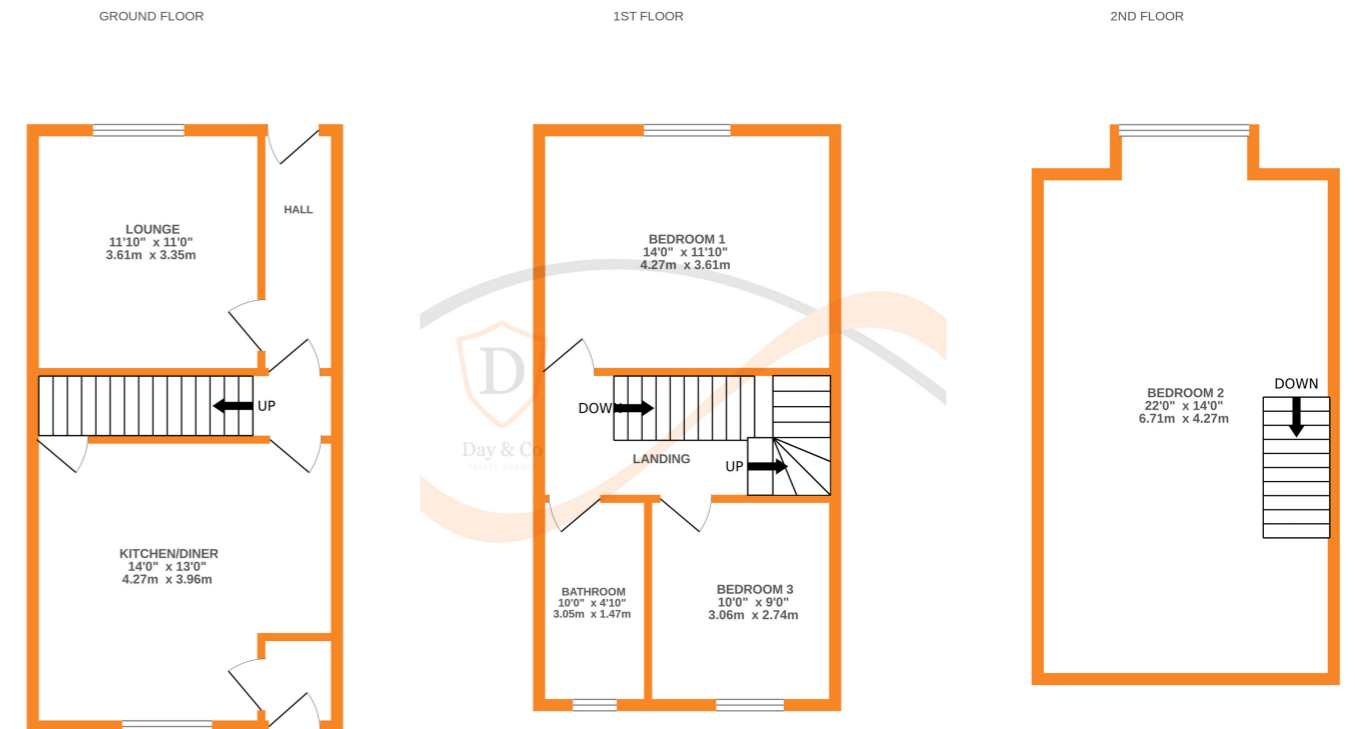 GROUND FLOOR
1ST FLOOR
2ND FLOOR
LOUNGE
11'10" x 11'0"
3.61m x 3.35m
HALL
UP
KITCHEN/DINER
14'0" x 13'0"
4.27m x 3.96m
BEDROOM 1
14'0" x 11'10"
4.27m x 3.61m
D
Day & Co
ESTATE AGENTS
DOWN
LANDING
UP
BATHROOM
10'0" x 4'10"
3.05m x 1.47m
BEDROOM 3
10'0" x 9'0"
3.06m x 2.74m
BEDROOM 2
22'0" x 14'0"
6.71m x 4.27m
DOWN